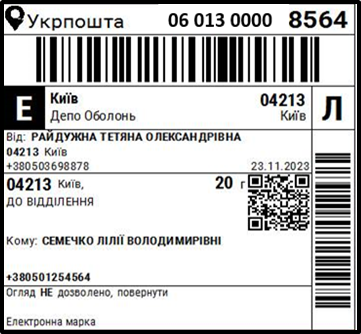 Укрпошта 06 013 0000 8564
Е Київ 04213 Л
Депо Оболонь Київ
Від: РАЙДУЖНА ТЕТЯНА ОЛЕКСАНДРІВНА
04213 Київ
+380503698878 23.11.2023
04213 Київ, 20 г
ДО ВІДДІЛЕННЯ
Кому: СЕМЕЧКО ЛІЛІЇ ВОЛОДИМИРІВНІ
+380501254564
Огляд НЕ дозволено, повернути
Електронна марка